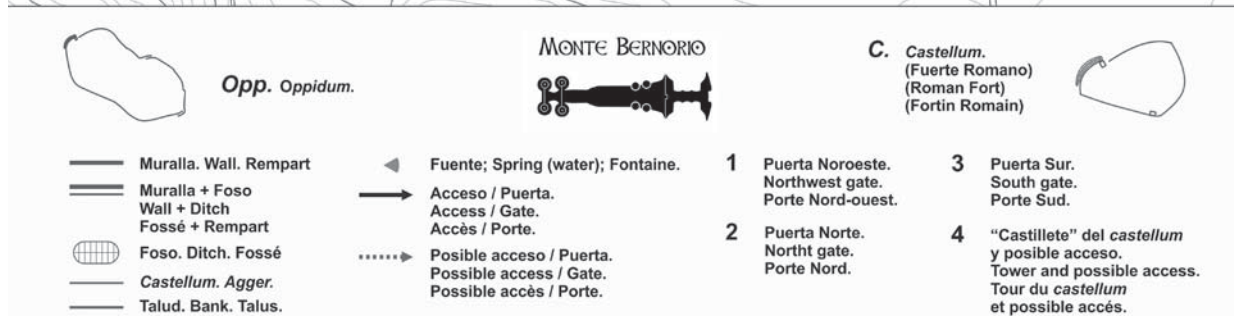 Opp. Oppidum.
MONTE BERNORIO
C. Castellum.
(Fuerte Romano)
(Roman Fort)
(Fortin Romain)
Muralla. Wall. Rempart
Muralla + Foso
Wall + Ditch
Fossé + Rempart
Foso. Ditch. Fossé
Castellum. Agger.
Talud. Bank. Talus.
Fuente; Spring (water); Fontaine.
Acceso / Puerta.
Access / Gate.
Accès / Porte.
Posible acceso / Puerta.
Possible access / Gate.
Possible accès / Porte.
1 Puerta Noroeste.
Northwest gate.
Porte Nord-ouest.
2 Puerta Norte.
Northt gate.
Porte Nord.
3 Puerta Sur.
South gate.
Porte Sud.
4 “Castillete” del castellum
y posible acceso.
Tower and possible access.
Tour du castellum
et possible accés.